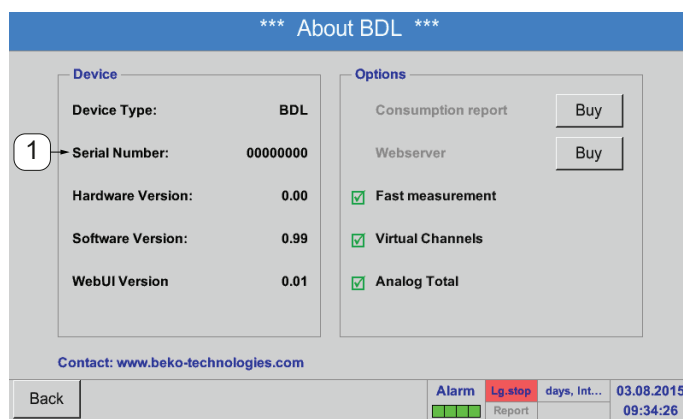 *** About BDL ***
Device
Device Type: BDL
1
Serial Number: 00000000
Hardware Version: 0.00
Software Version: 0.99
WebUI Version 0.01
Options
Consumption report Buy
Webserver Buy
Fast measurement
Virtual Channels
Analog Total
Contact: www.beko-technologies.com
Back
Alarm Lg.stop days, Int... 03.08.2015
Report 09:34:26